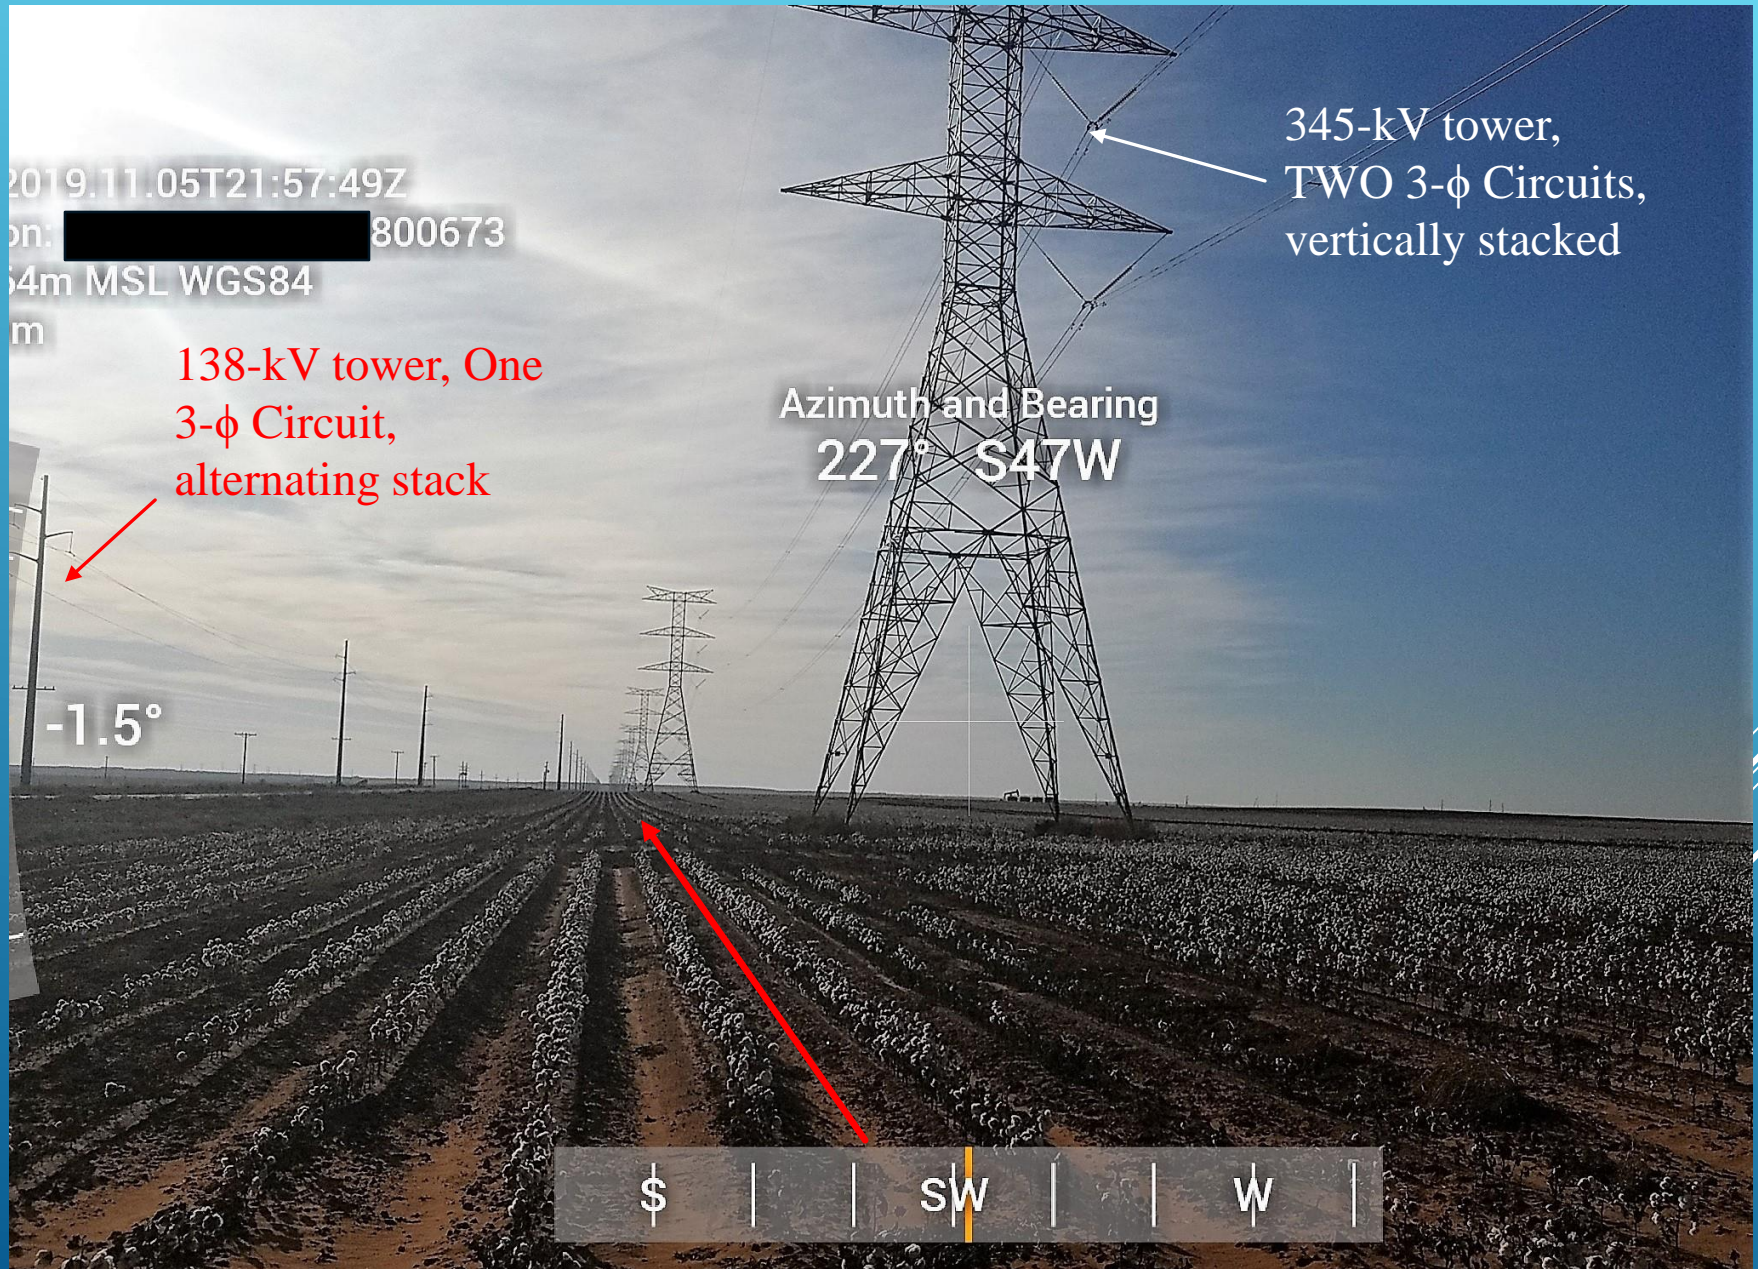 2019.11.05T21:57:49Z
on: 800673
54m MSL WGS84
m
345-kV tower,
TWO 3-ϕ Circuits,
vertically stacked
138-kV tower, One
3-ϕ Circuit,
alternating stack
Azimuth and Bearing
227° S47W
-1.5°
S SW W